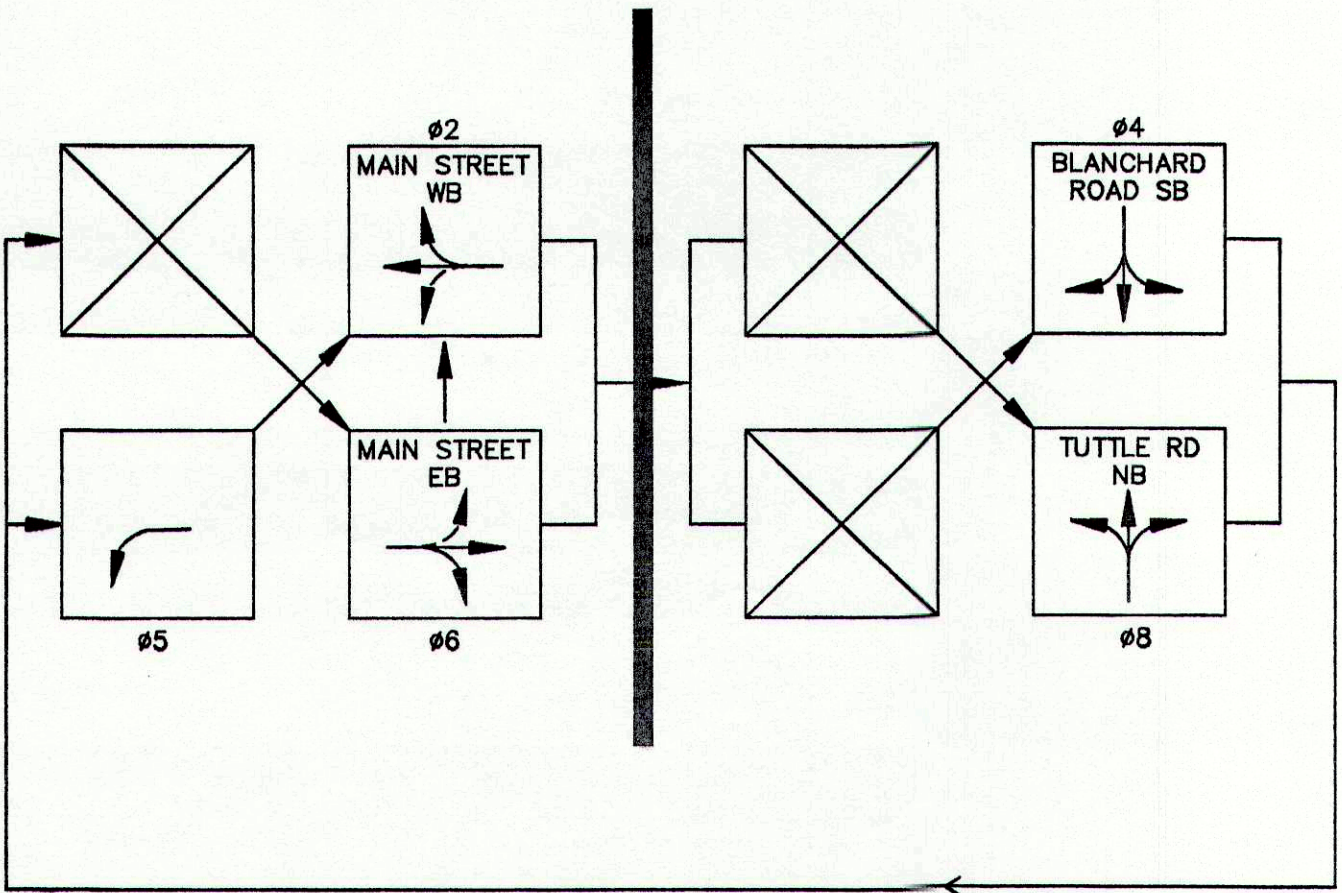 ø2
MAIN STREET
WB
ø4
BLANCHARD
ROAD SB
MAIN STREET
EB
TUTTLE RD
NB
ø5
ø6
ø8